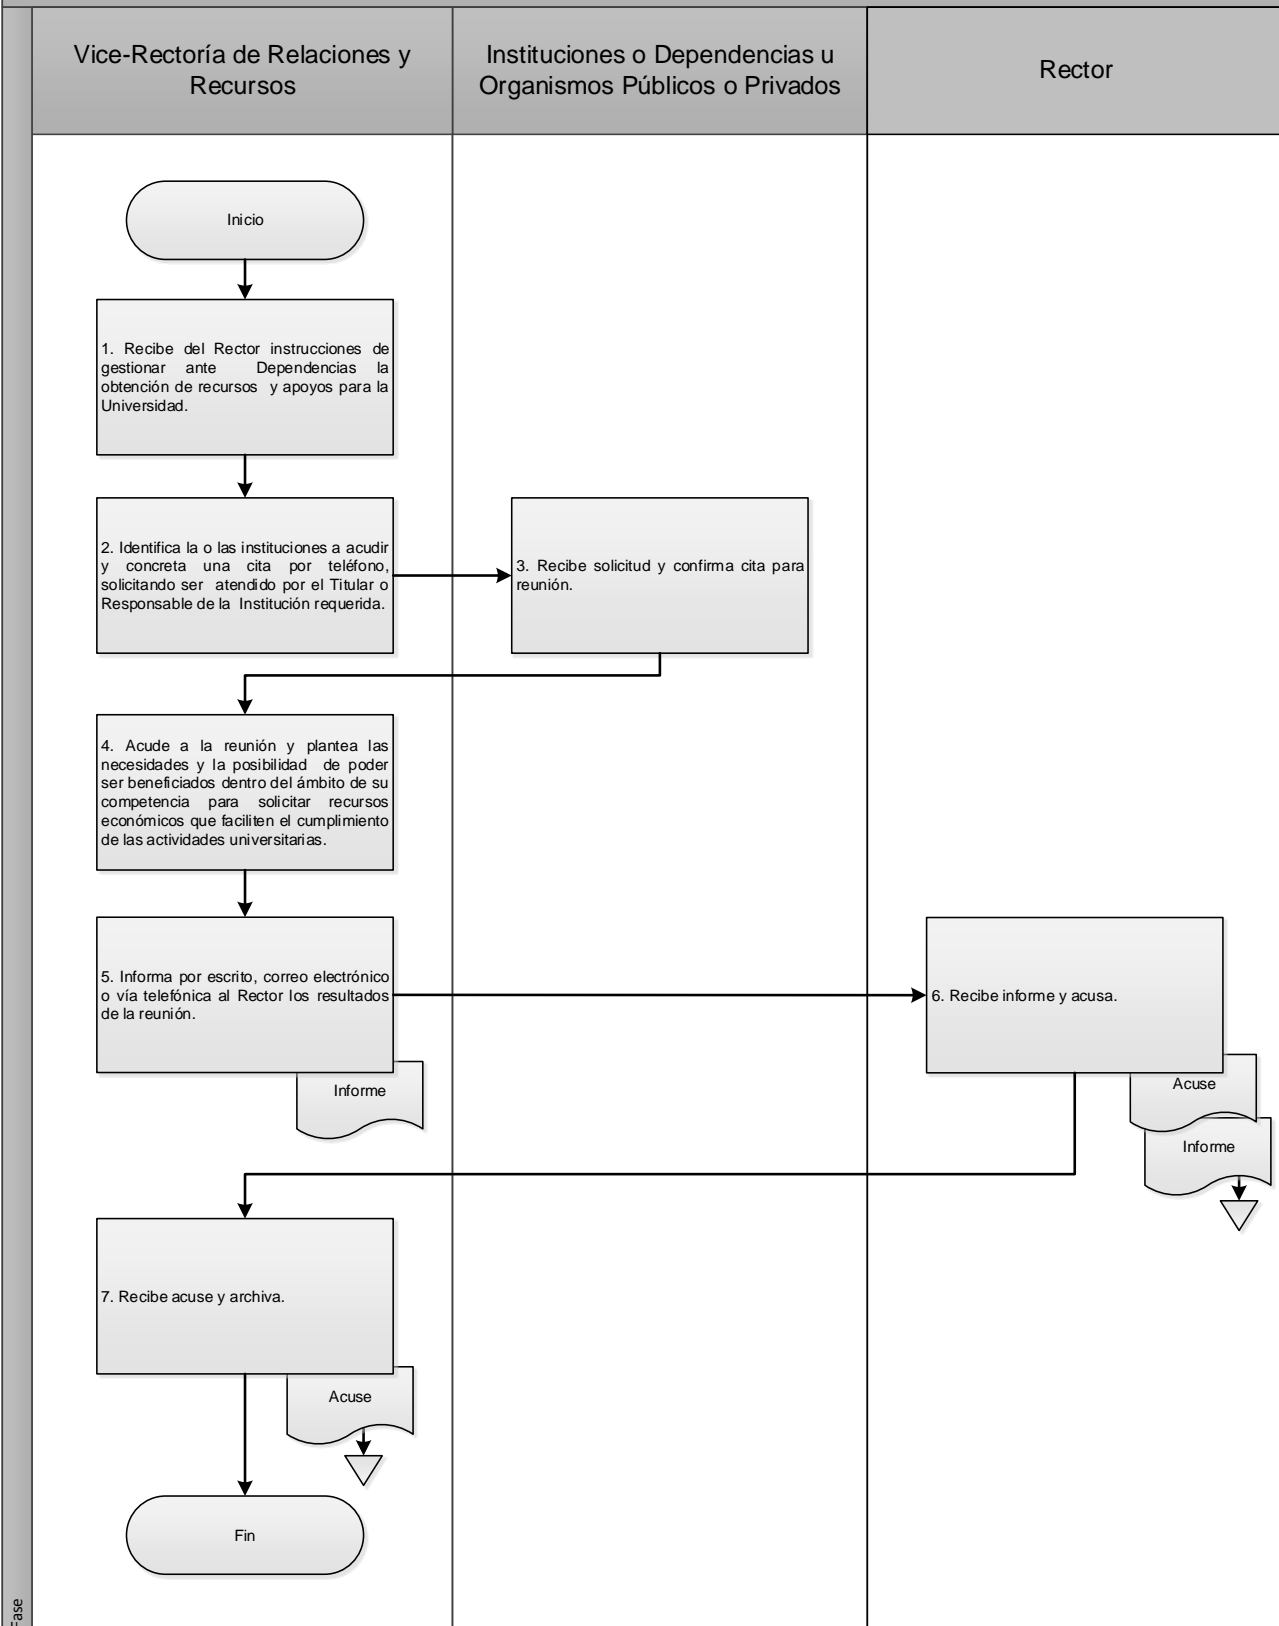 Vice-Rectoría de Relaciones y
Recursos
Instituciones o Dependencias u
Organismos Públicos o Privados
Rector
Inicio
1. Recibe del Rector instrucciones de
gestionar ante Dependencias la
obtención de recursos y apoyos para la
Universidad.
2. Identifica la o las instituciones a acudir
y concreta una cita por teléfono,
solicitando ser atendido por el Titular o
Responsable de la Institución requerida.
3. Recibe solicitud y confirma cita para
reunión.
4. Acude a la reunión y plantea las
necesidades y la posibilidad de poder
ser beneficiados dentro del ámbito de su
competencia para solicitar recursos
económicos que faciliten el cumplimiento
de las actividades universitarias.
5. Informa por escrito, correo electrónico
o vía telefónica al Rector los resultados
de la reunión.
Informe
6. Recibe informe y acusa.
Acuse
Informe
7. Recibe acuse y archiva.
Acuse
Fin
Fase